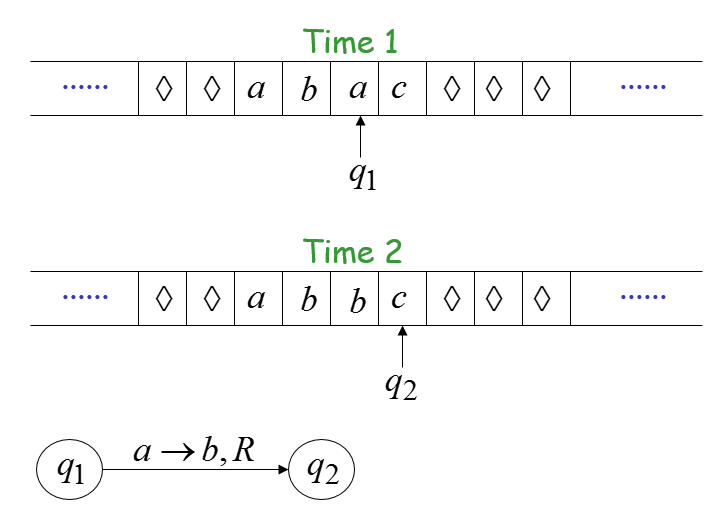 Time 1
...... ◊ ◊ a b a c ◊ ◊ ◊ ......
q1
Time 2
...... ◊ ◊ a b b c ◊ ◊ ◊ ......
q2
a → b, R
q1 q2